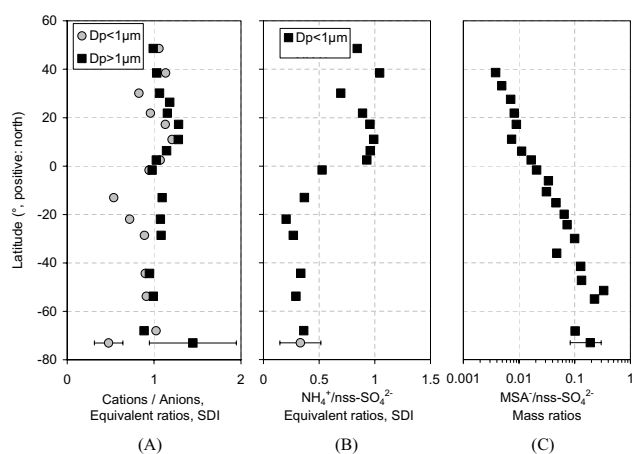 60
40
20
0
-20
-40
-60
-80
Latitude (°, positive: north)
Dp<1µm
Dp>1µm
0 1 2
Cations / Anions,
Equivalent ratios, SDI
(A)
Dp<1µm
0 0.5 1 1.5
NH₄⁺/nss-SO₄²⁻
Equivalent ratios, SDI
(B)
0.001 0.01 0.1 1
MSA⁻/nss-SO₄²⁻
Mass ratios
(C)